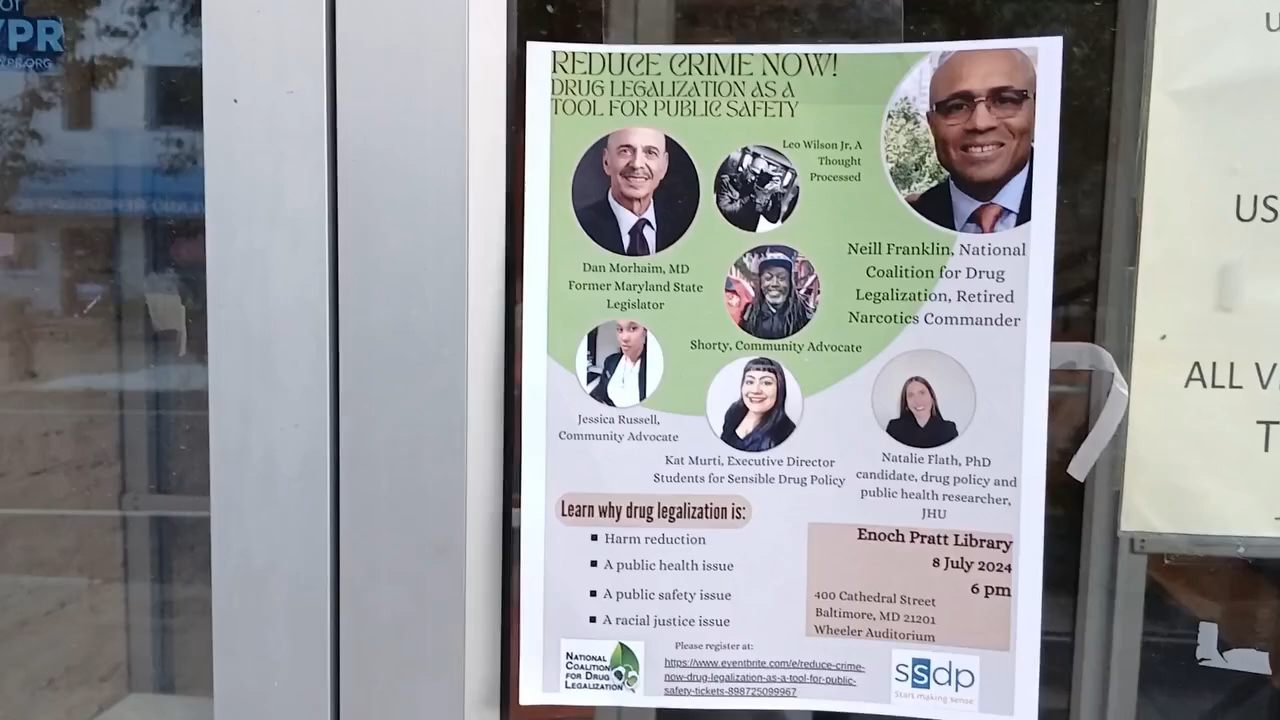 YPR
YPR.ORG
REDUCE CRIME NOW!
DRUG LEGALIZATION AS A
TOOL FOR PUBLIC SAFETY
Leo Wilson Jr, A
Thought
Processed
Dan Morhaim, MD
Former Maryland State
Legislator
Neill Franklin, National
Coalition for Drug
Legalization, Retired
Narcotics Commander
Shorty, Community Advocate
Jessica Russell,
Community Advocate
Kat Murti, Executive Director
Students for Sensible Drug Policy
Natalie Flath, PhD
candidate, drug policy and
public health researcher,
JHU
Learn why drug legalization is:
Harm reduction
A public health issue
A public safety issue
A racial justice issue
Enoch Pratt Library
8 July 2024
6 pm
400 Cathedral Street
Baltimore, MD 21201
Wheeler Auditorium
NATIONAL
COALITION
FOR DRUG
LEGALIZATION
Please register at:
https://www.eventbrite.com/e/reduce-crime-
now-drug-legalization-as-a-tool-for-public-
safety-tickets-898725099967
ssdp
Start making sense
US
ALL V
T